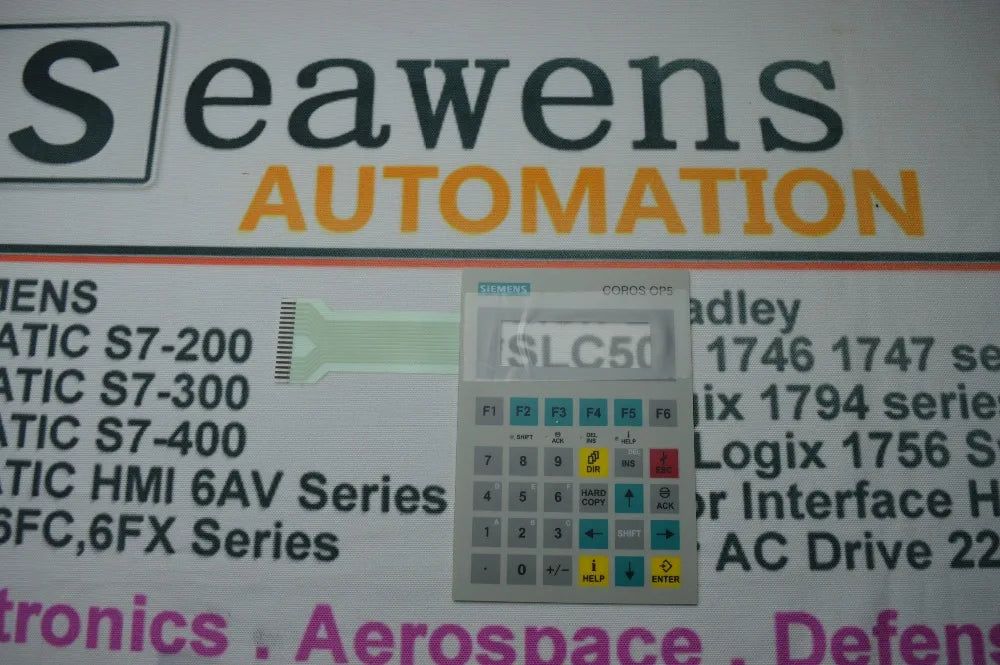 Seawens
AUTOMATION
ATIC S7-200
ATIC S7-300
ATIC S7-400
HMI 6AV Series
6FC,6FX Series
SIEMENS COROS OP5
SLC50
F1 F2 F3 F4 F5 F6
SHIFT ACK DEL INS i HELP
7 8 9 DIR DEL INS ESC
D 4 E 5 F 6 HARD COPY ↑ ACK
A 1 B 2 C 3 ← SHIFT →
. 0 +/- i HELP ↓ ENTER
adley
1746 1747 se
ix 1794 series
Logix 1756 S
or Interface H
AC Drive 22
tronics . Aerospace . Defens